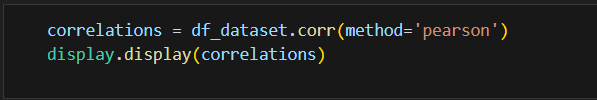 correlations = df_dataset.corr(method='pearson')
display.display(correlations)